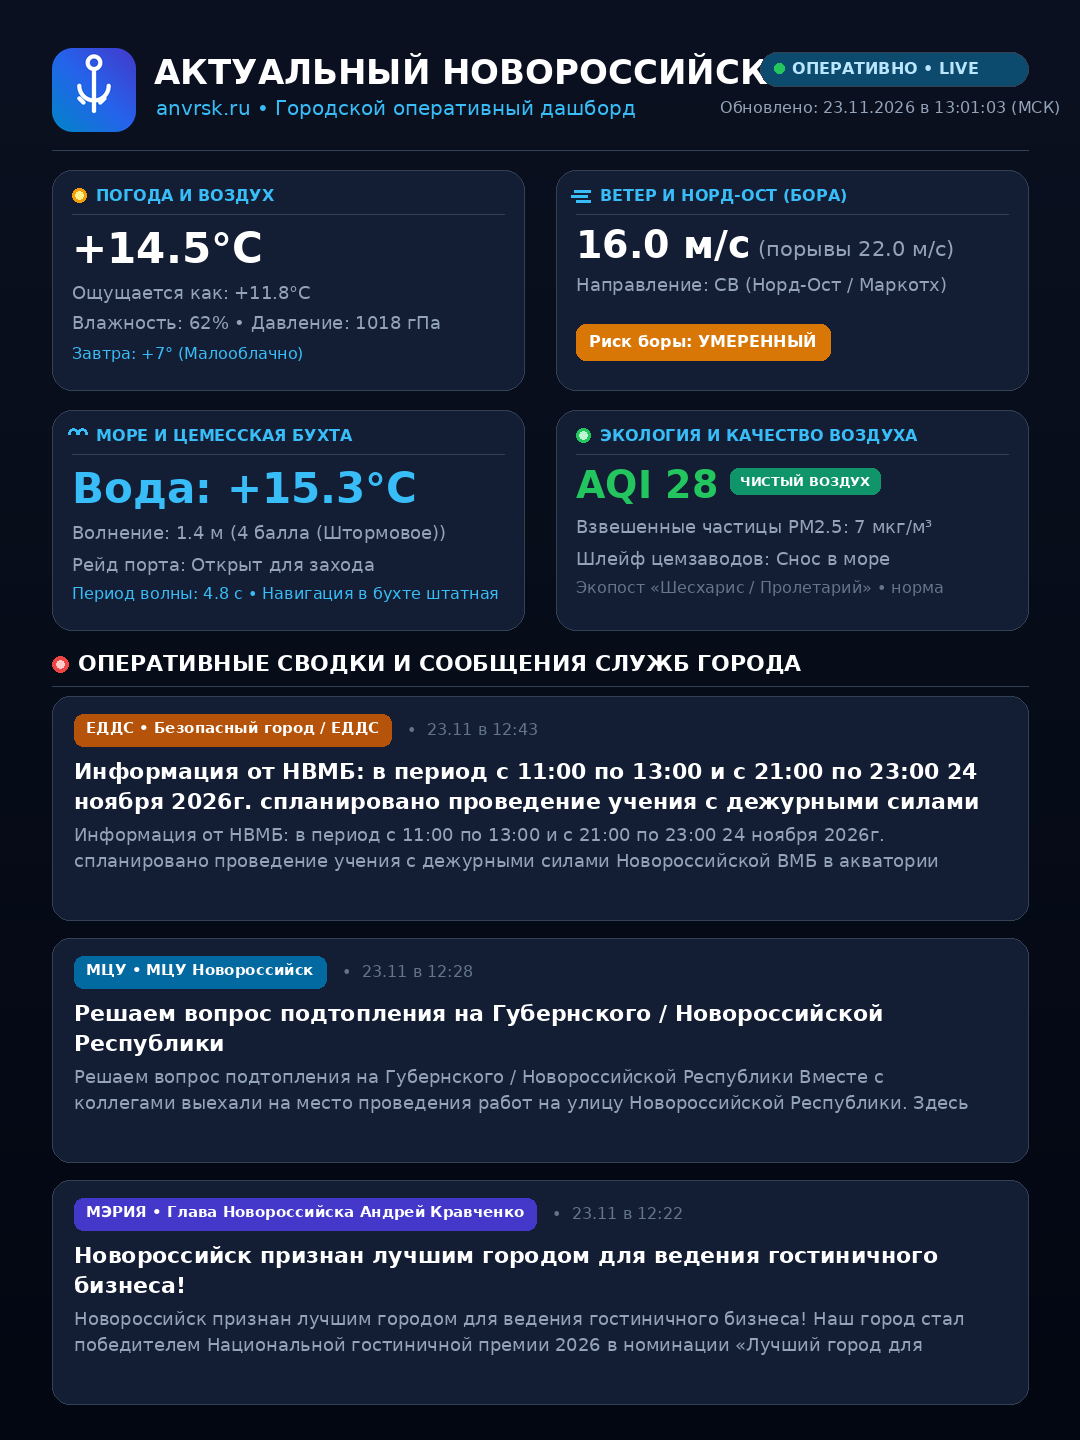 АКТУАЛЬНЫЙ НОВОРОССИЙСК
ОПЕРАТИВНО • LIVE
anvrsk.ru • Городской оперативный дашборд
Обновлено: 23.11.2026 в 13:01:03 (МСК)
ПОГОДА И ВОЗДУХ
+14.5°C
Ощущается как: +11.8°C
Влажность: 62% • Давление: 1018 гПа
Завтра: +7° (Малооблачно)
ВЕТЕР И НОРД-ОСТ (БОРА)
16.0 м/с (порывы 22.0 м/с)
Направление: СВ (Норд-Ост / Маркотх)
Риск боры: УМЕРЕННЫЙ
МОРЕ И ЦЕМЕССКАЯ БУХТА
Вода: +15.3°C
Волнение: 1.4 м (4 балла (Штормовое))
Рейд порта: Открыт для захода
Период волны: 4.8 с • Навигация в бухте штатная
ЭКОЛОГИЯ И КАЧЕСТВО ВОЗДУХА
AQI 28 ЧИСТЫЙ ВОЗДУХ
Взвешенные частицы PM2.5: 7 мкг/м³
Шлейф цемзаводов: Снос в море
Экопост «Шесхарис / Пролетарий» • норма
ОПЕРАТИВНЫЕ СВОДКИ И СООБЩЕНИЯ СЛУЖБ ГОРОДА
ЕДДС • Безопасный город / ЕДДС • 23.11 в 12:43
Информация от НВМБ: в период с 11:00 по 13:00 и с 21:00 по 23:00 24
ноября 2026г. спланировано проведение учения с дежурными силами
Информация от НВМБ: в период с 11:00 по 13:00 и с 21:00 по 23:00 24 ноября 2026г.
спланировано проведение учения с дежурными силами Новороссийской ВМБ в акватории
МЦУ • МЦУ Новороссийск • 23.11 в 12:28
Решаем вопрос подтопления на Губернского / Новороссийской
Республики
Решаем вопрос подтопления на Губернского / Новороссийской Республики Вместе с
коллегами выехали на место проведения работ на улицу Новороссийской Республики. Здесь
МЭРИЯ • Глава Новороссийска Андрей Кравченко • 23.11 в 12:22
Новороссийск признан лучшим городом для ведения гостиничного
бизнеса!
Новороссийск признан лучшим городом для ведения гостиничного бизнеса! Наш город стал
победителем Национальной гостиничной премии 2026 в номинации «Лучший город для